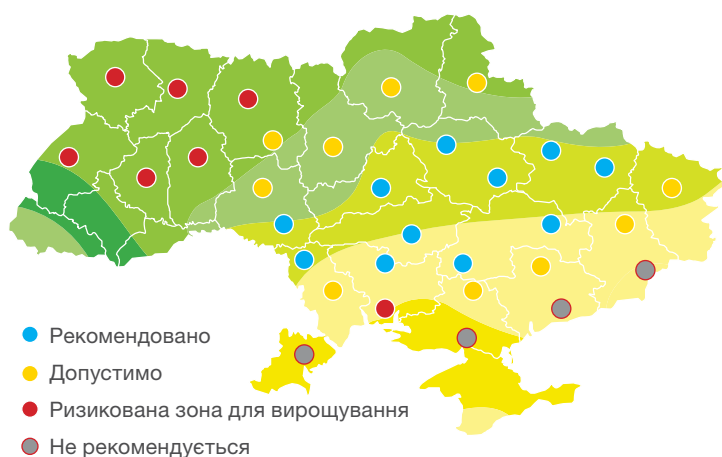 Рекомендовано
Допустимо
Ризикована зона для вирощування
Не рекомендується